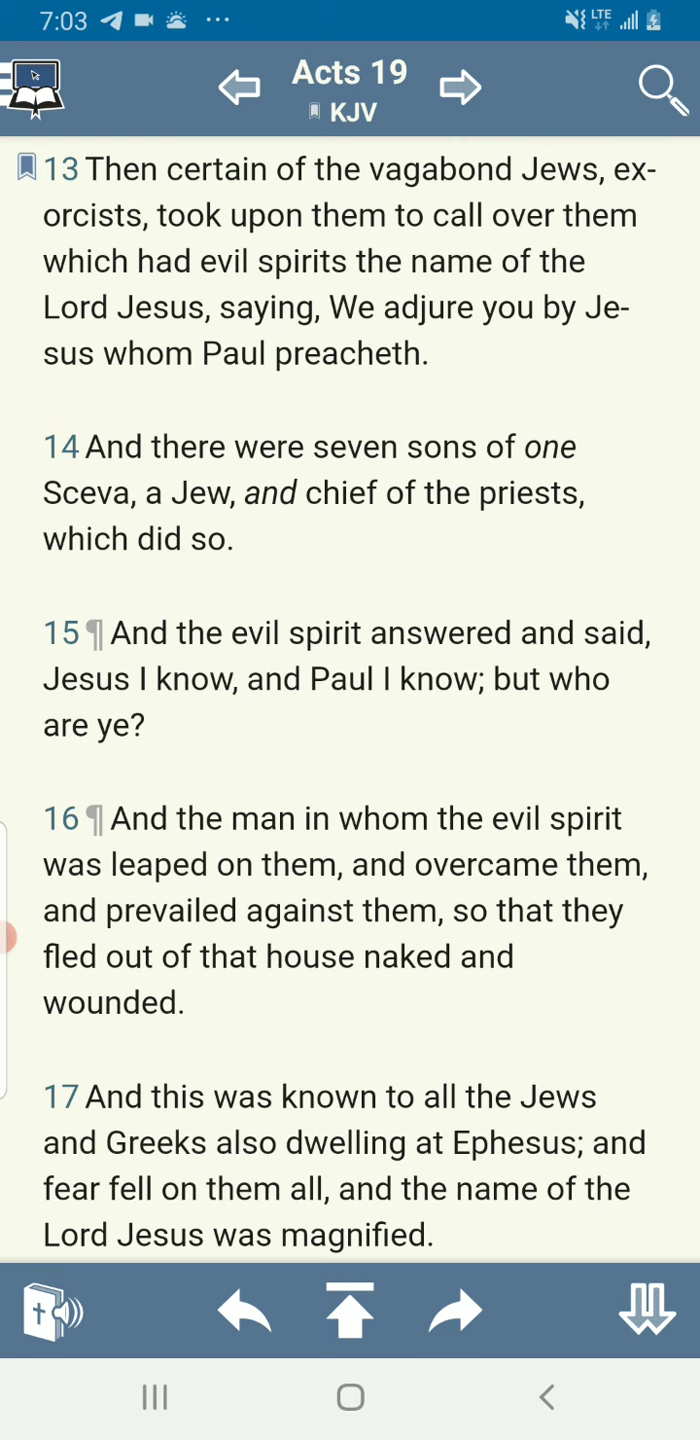 7:03 ... LTE
Acts 19
KJV
13 Then certain of the vagabond Jews, ex-
orcists, took upon them to call over them
which had evil spirits the name of the
Lord Jesus, saying, We adjure you by Je-
sus whom Paul preacheth.
14 And there were seven sons of one
Sceva, a Jew, and chief of the priests,
which did so.
15 ¶ And the evil spirit answered and said,
Jesus I know, and Paul I know; but who
are ye?
16 ¶ And the man in whom the evil spirit
was leaped on them, and overcame them,
and prevailed against them, so that they
fled out of that house naked and
wounded.
17 And this was known to all the Jews
and Greeks also dwelling at Ephesus; and
fear fell on them all, and the name of the
Lord Jesus was magnified.